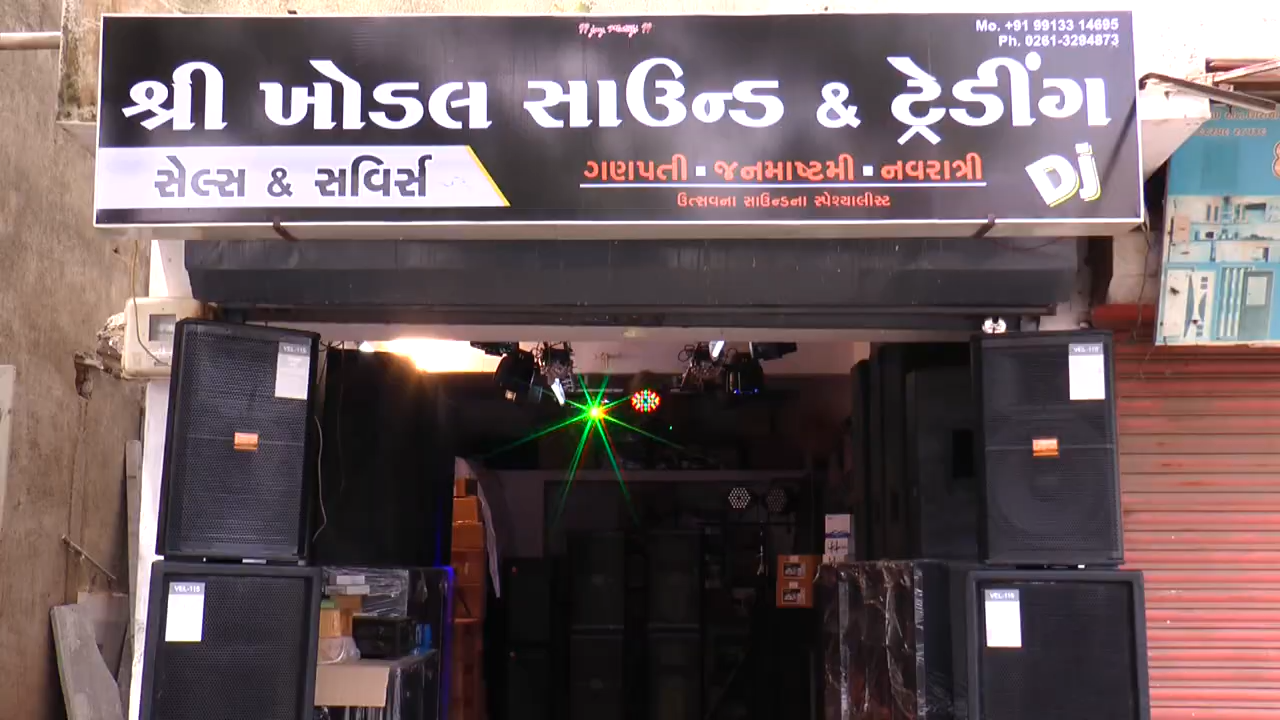 Mo. +91 99133 14695
Ph. 0261-3294873
શ્રી ખોડલ સાઉન્ડ & ટ્રેડીંગ
સેલ્સ & સવિર્સ
ગણપતી ▪ જનમાષ્ટમી ▪ નવરાત્રી
ઉત્સવના સાઉન્ડના સ્પેશ્યાલીસ્ટ
DJ
VEL-115
VEL-115
VEL-115
VEL-115